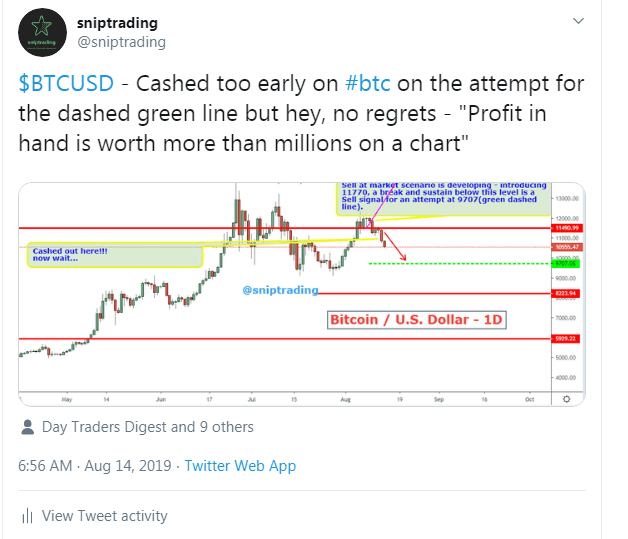 sniptrading
@sniptrading
sniptrading
$BTCUSD - Cashed too early on #btc on the attempt for
the dashed green line but hey, no regrets - "Profit in
hand is worth more than millions on a chart"
Sell at market scenario is developing - introducing
11770, a break and sustain below this level is a
Sell signal for an attempt at 9707(green dashed
line).
13000.00
12000.00
11490.99
11000.00
10555.47
Cashed out here!!!
now wait...
9000.00
@sniptrading
8223.94
7000.00
Bitcoin / U.S. Dollar - 1D
5929.22
5000.00
4000.00
May 14 Jun 17 Jul 15 Aug 19 Sep 16 Oct
Day Traders Digest and 9 others
6:56 AM · Aug 14, 2019 · Twitter Web App
View Tweet activity